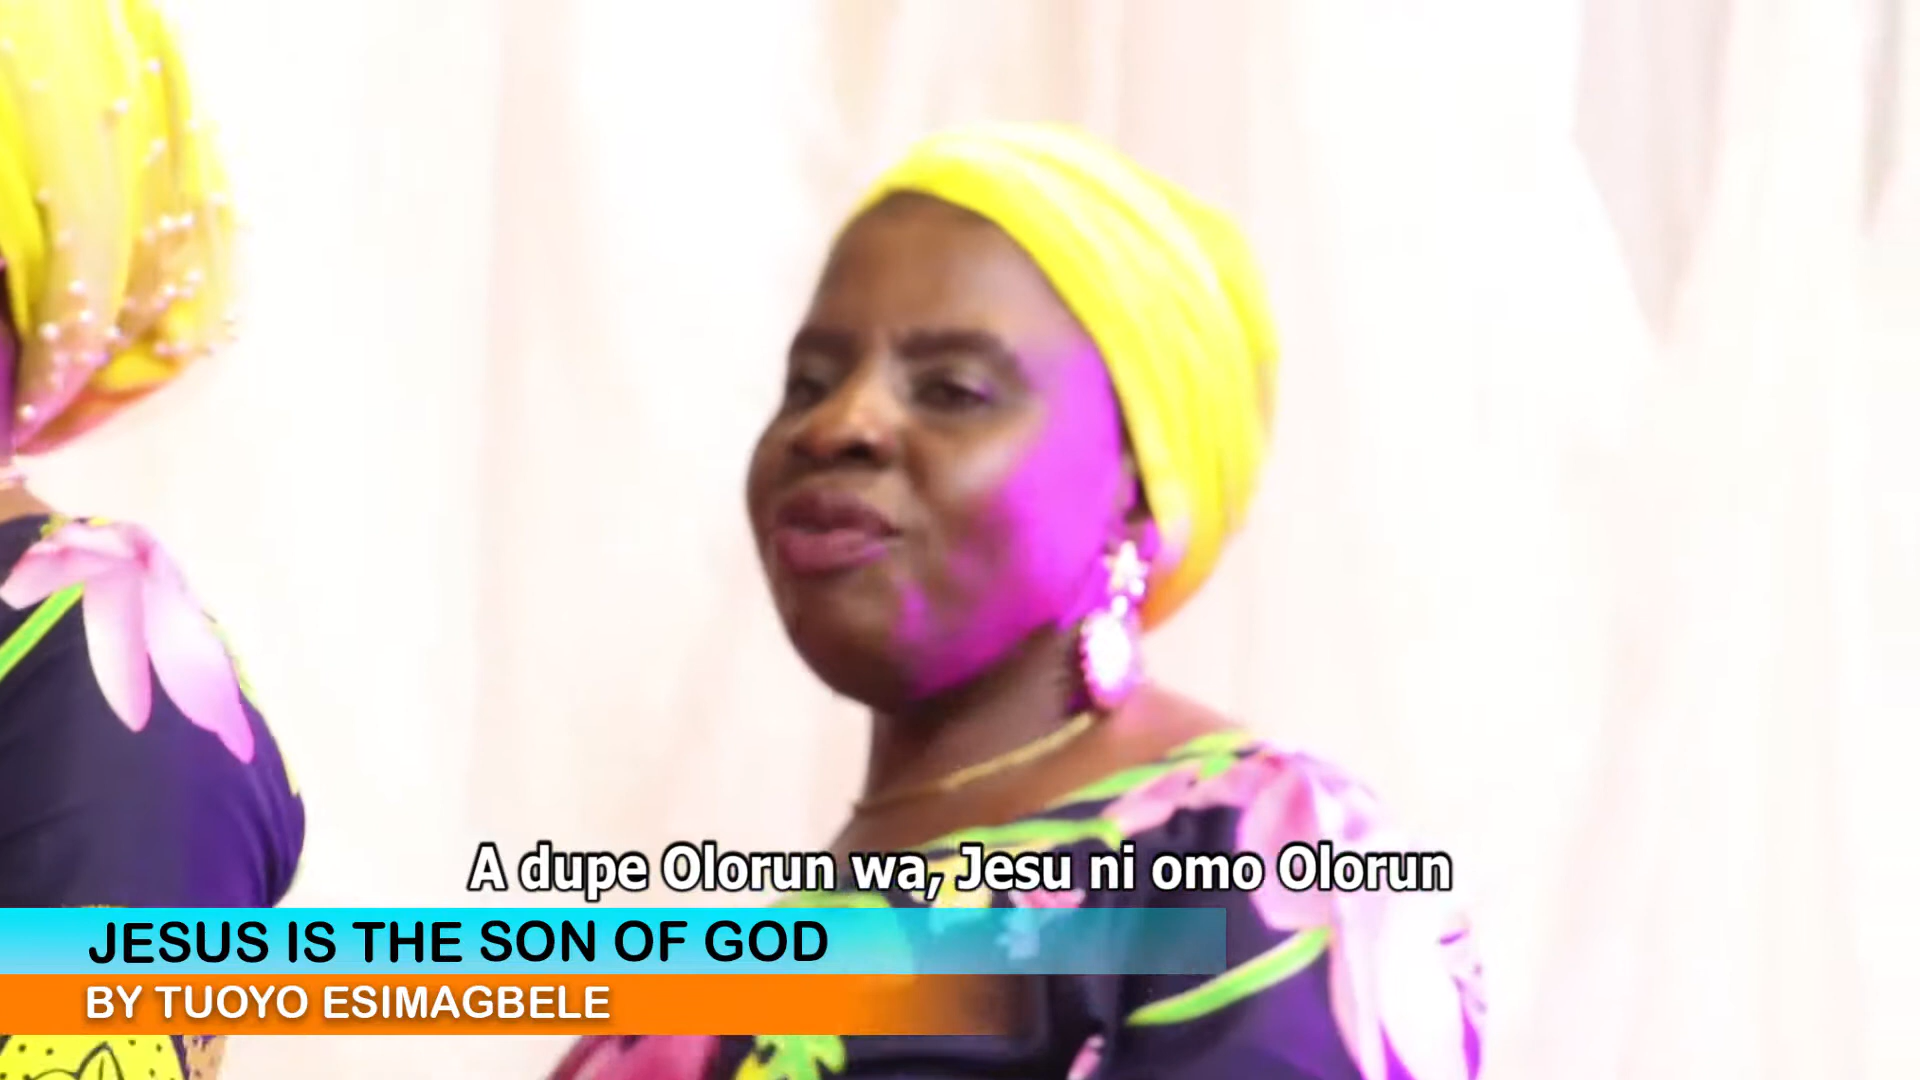 A dupe Olorun wa, Jesu ni omo Olorun
JESUS IS THE SON OF GOD
BY TUOYO ESIMAGBELE